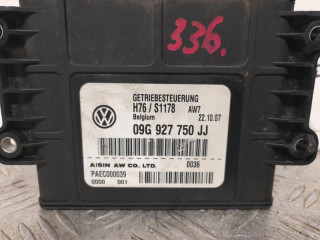 336.
GETRIEBESTEUERUNG
H76 / S1178 AW7
Belgium 22.10.07
09G 927 750 JJ
AISIN AW CO., LTD. 0036
PAEC000039
0000 001